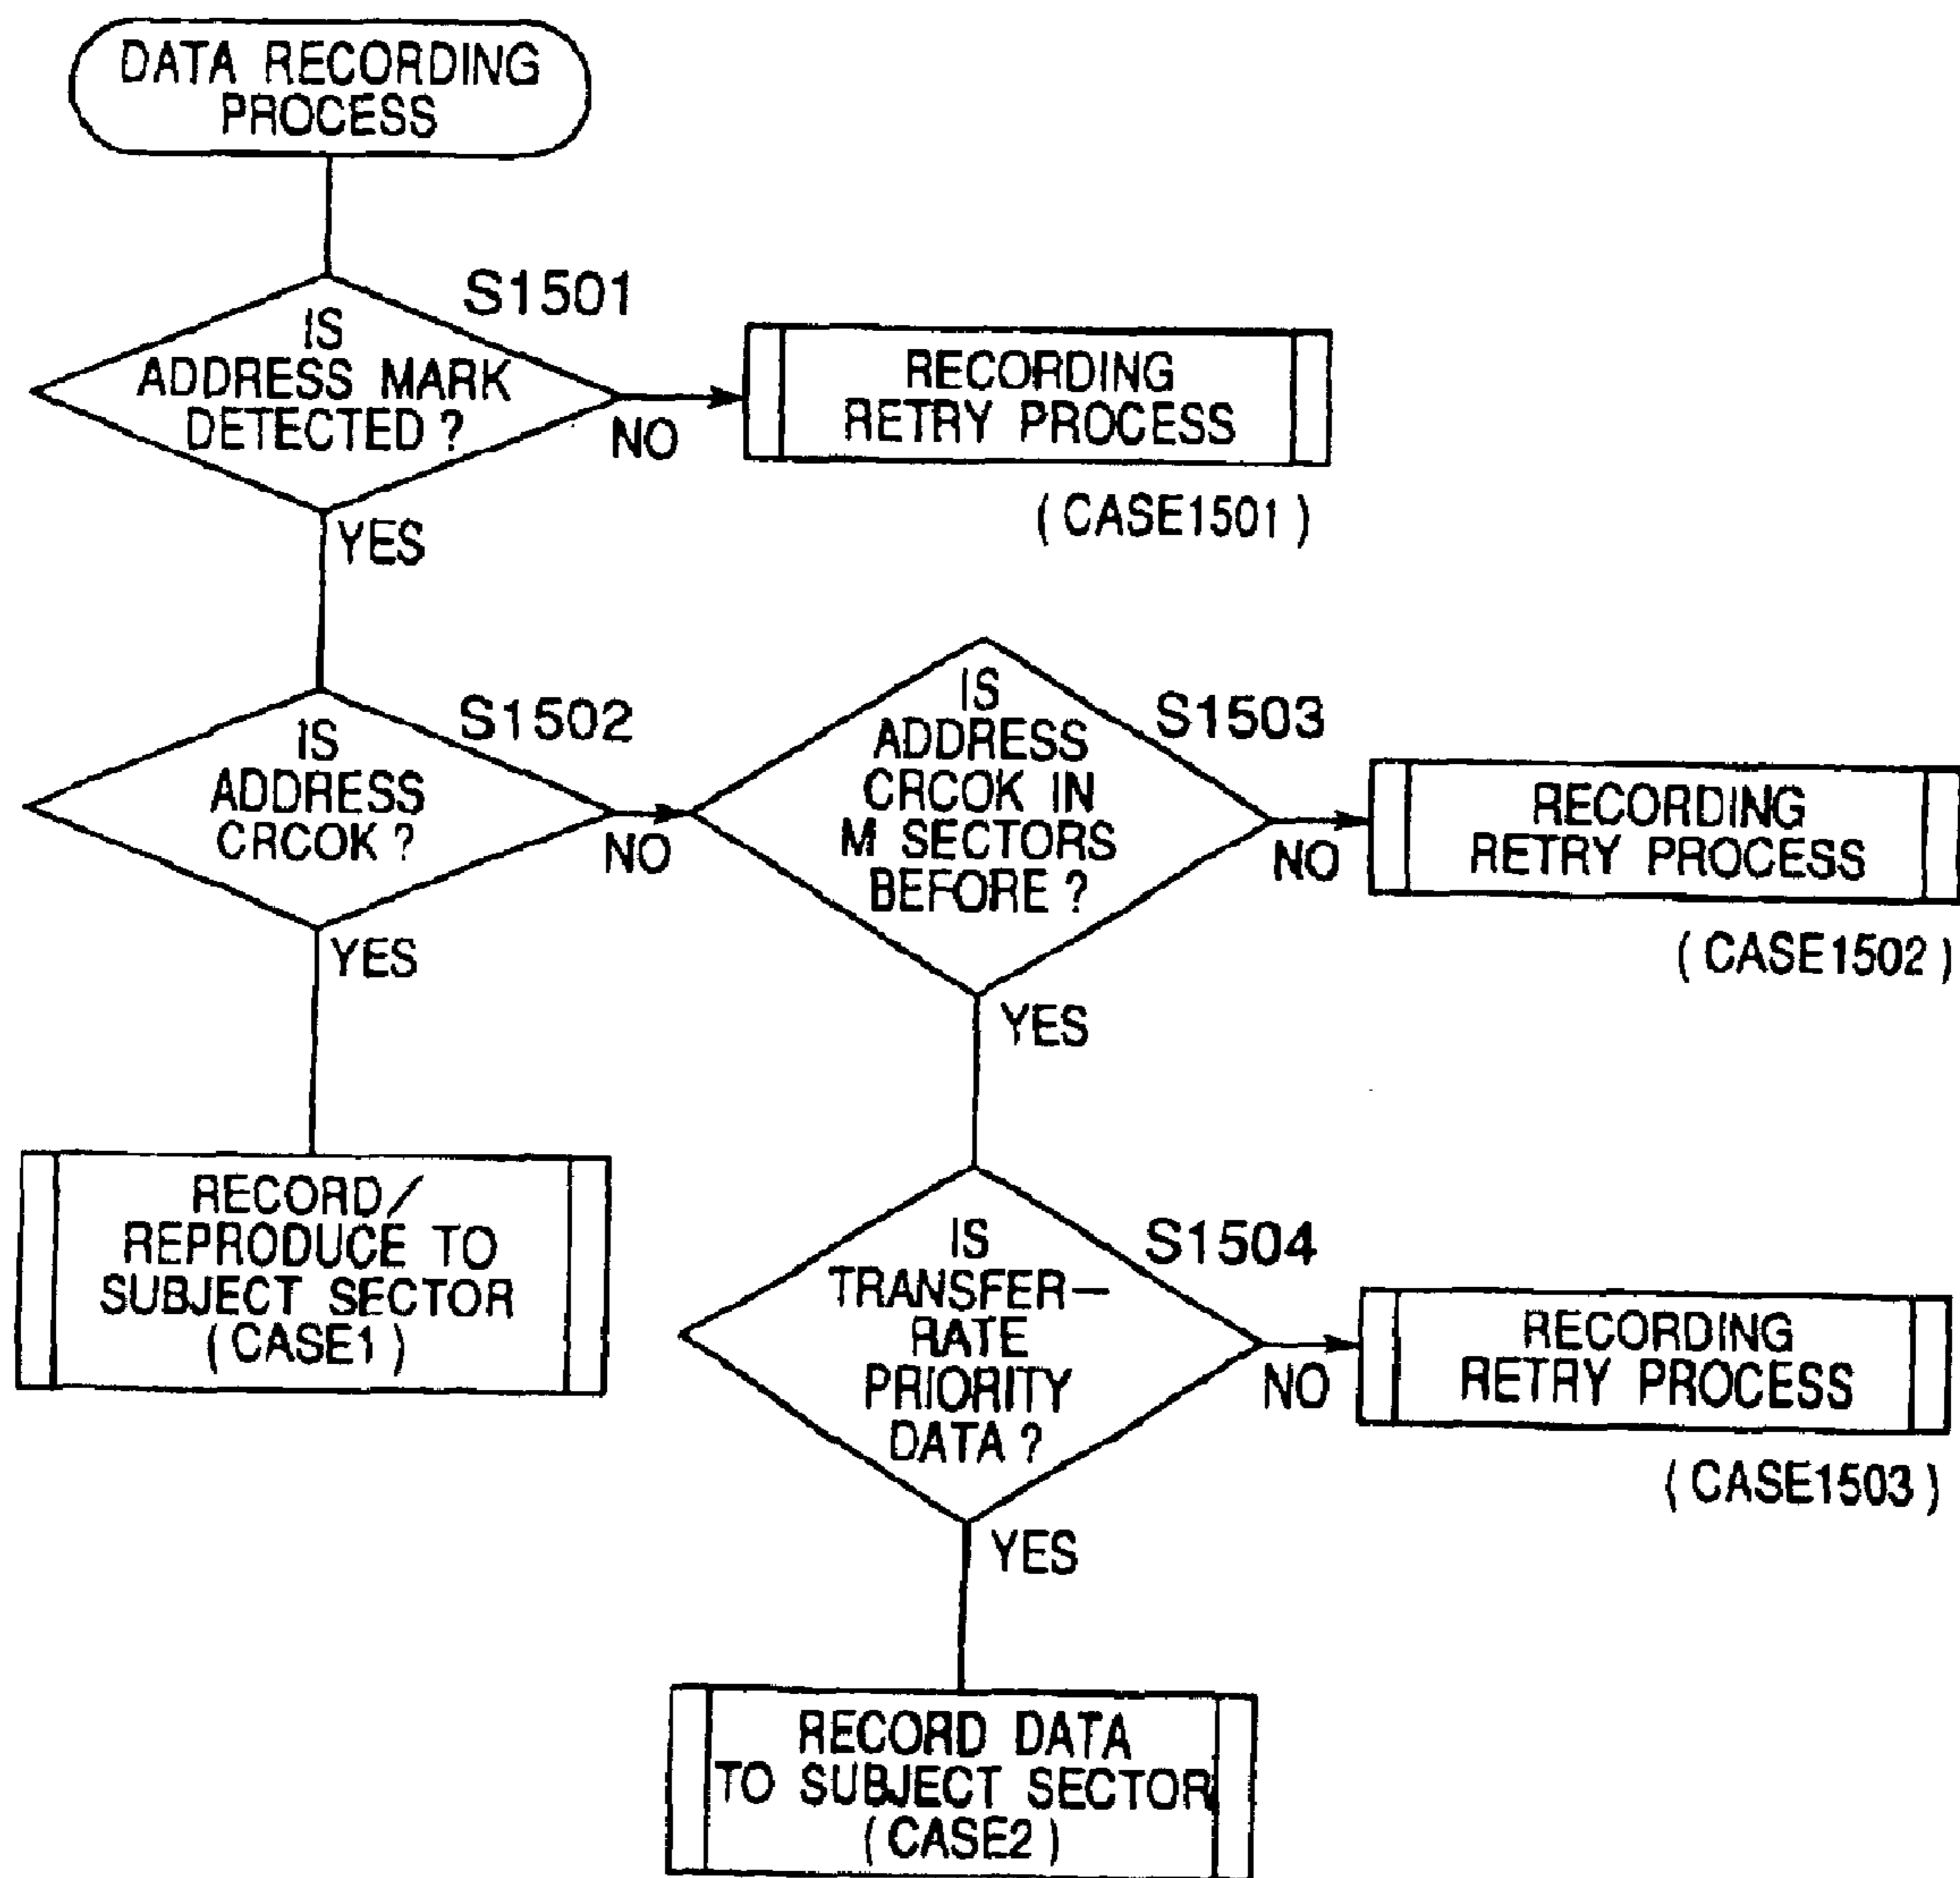 DATA RECORDING
PROCESS
S1501
IS
ADDRESS MARK
DETECTED ?
NO
RECORDING
RETRY PROCESS
( CASE1501 )
YES
S1502
IS
ADDRESS
CRCOK ?
NO
S1503
IS
ADDRESS
CRCOK IN
M SECTORS
BEFORE ?
NO
RECORDING
RETRY PROCESS
( CASE1502 )
YES
YES
RECORD/
REPRODUCE TO
SUBJECT SECTOR
( CASE1 )
S1504
IS
TRANSFER—
RATE
PRIORITY
DATA ?
NO
RECORDING
RETRY PROCESS
( CASE1503 )
YES
RECORD DATA
TO SUBJECT SECTOR
( CASE2 )